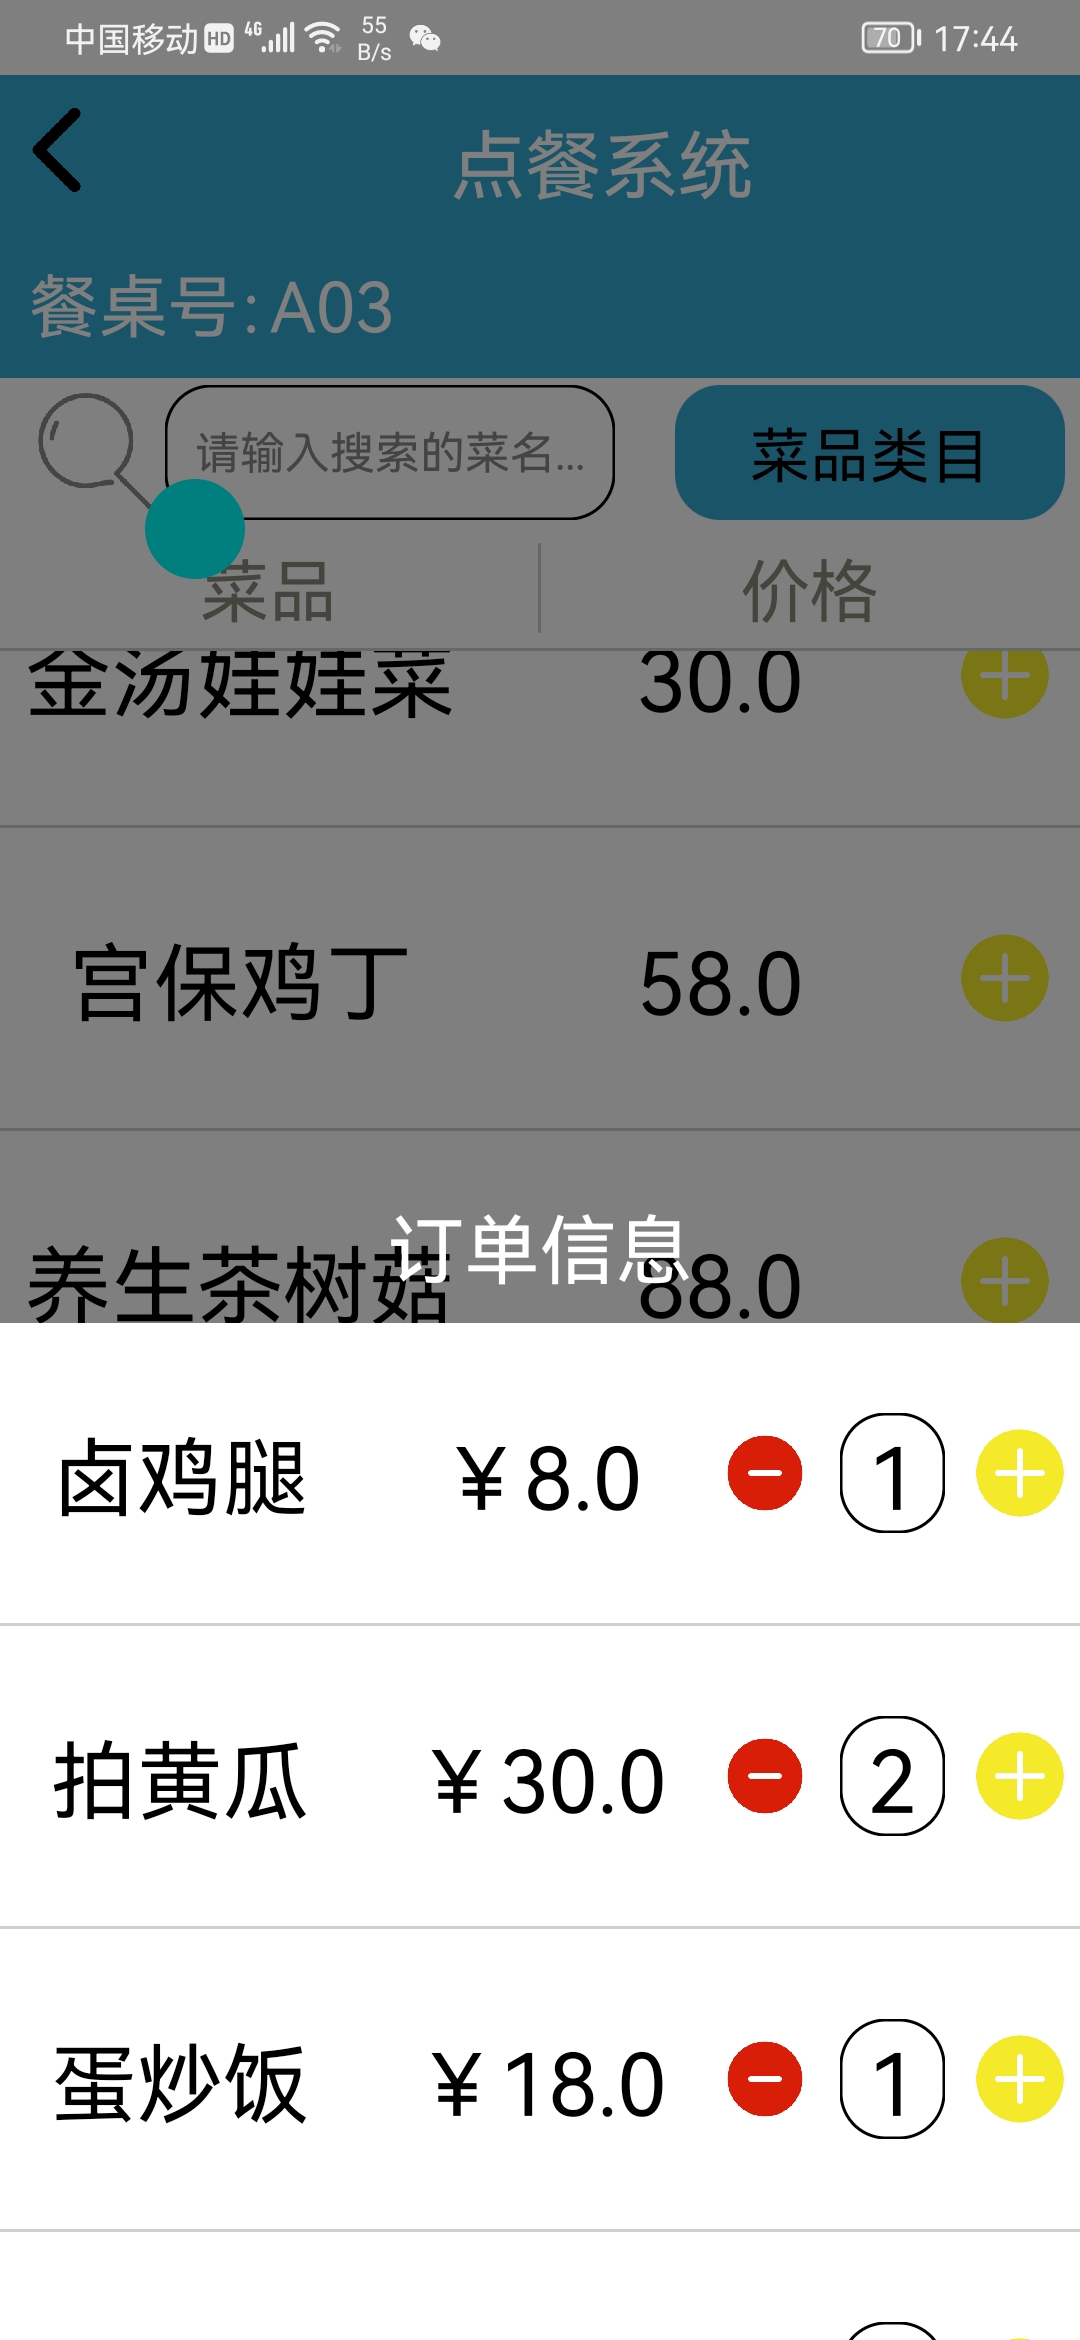 中国移动 HD 4G 55 B/s 70 17:44
点餐系统
餐桌号:A03
请输入搜索的菜名... 菜品类目
菜品 价格
金汤娃娃菜 30.0
宫保鸡丁 58.0
订单信息
养生茶树菇 88.0
卤鸡腿 ¥8.0 1
拍黄瓜 ¥30.0 2
蛋炒饭 ¥18.0 1